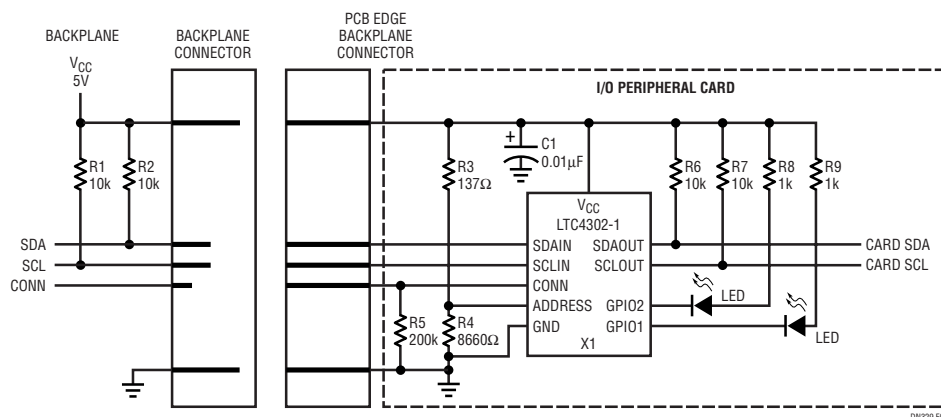 BACKPLANE
VCC
5V
BACKPLANE
CONNECTOR
PCB EDGE
BACKPLANE
CONNECTOR
I/O PERIPHERAL CARD
R1
10k
R2
10k
R3
137Ω
+
C1
0.01µF
R6
10k
R7
10k
R8
1k
R9
1k
VCC
LTC4302-1
SDA
SCL
CONN
SDAIN
SCLIN
CONN
ADDRESS
GND
SDAOUT
SCLOUT
GPIO2
GPIO1
X1
CARD SDA
CARD SCL
LED
LED
R5
200k
R4
8660Ω